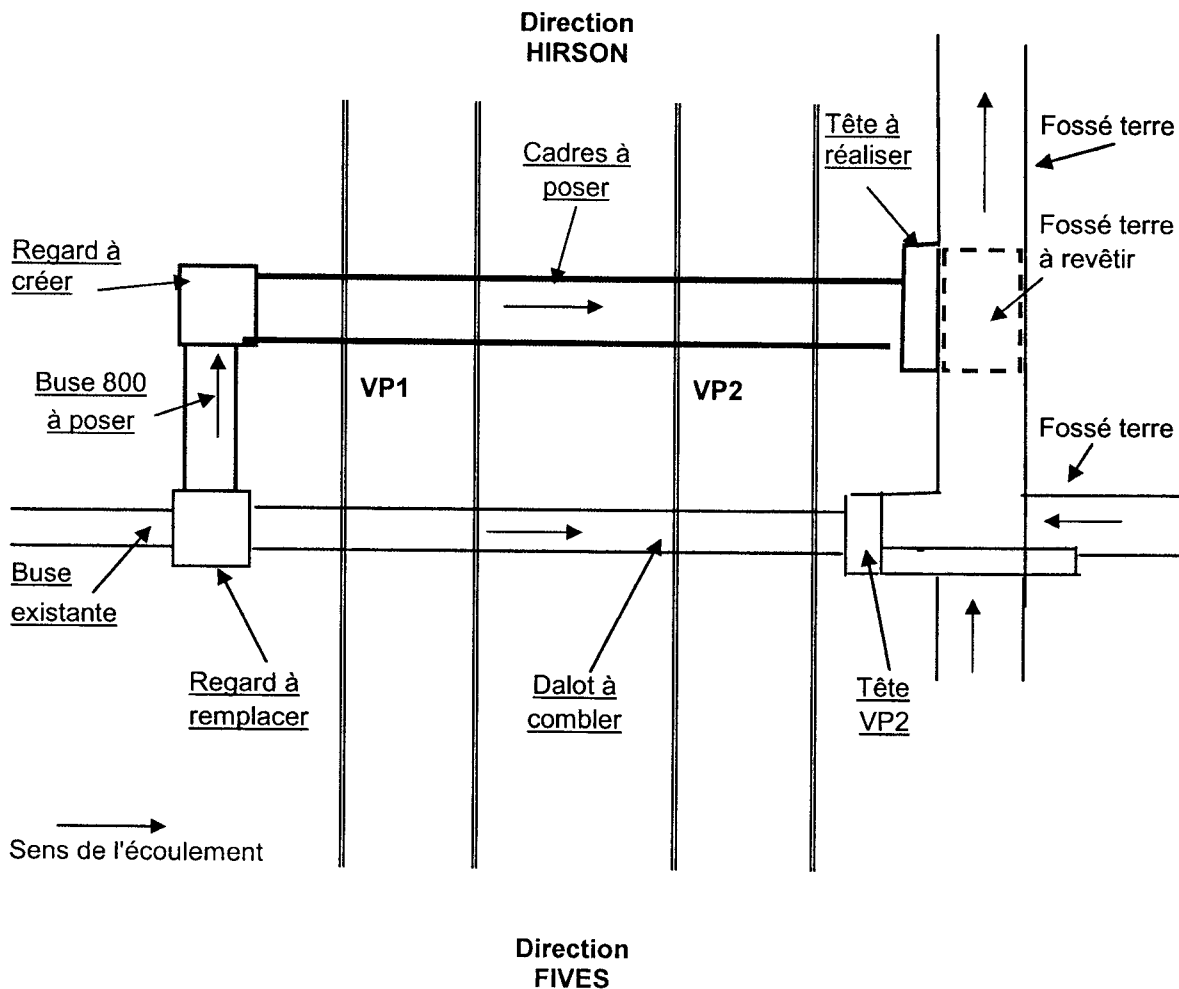 Direction
HIRSON
Tête à
réaliser
Fossé terre
Cadres à
poser
Fossé terre
à revêtir
Regard à
créer
Buse 800
à poser
VP1
VP2
Fossé terre
Buse
existante
Regard à
remplacer
Dalot à
combler
Tête
VP2
Sens de l'écoulement
Direction
FIVES